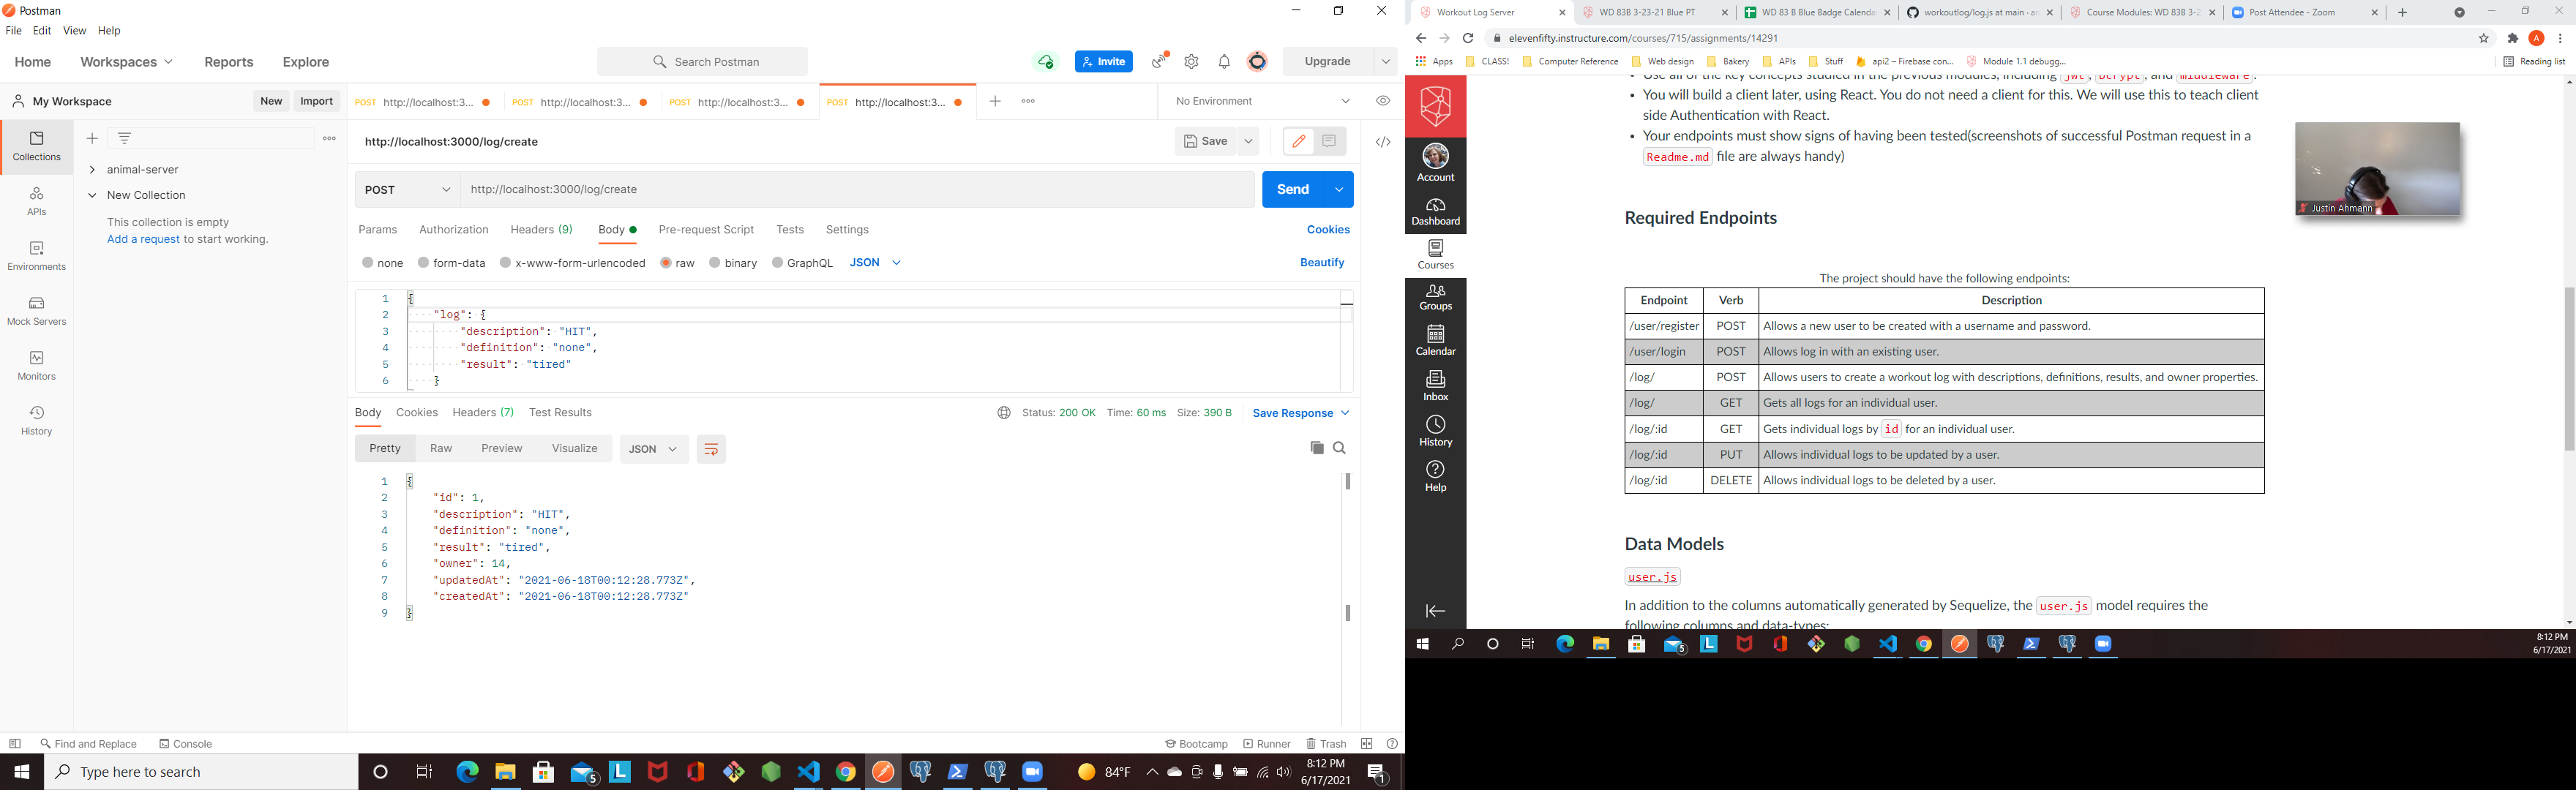 Postman
File Edit View Help
Home Workspaces Reports Explore
Search Postman
Invite
Upgrade
My Workspace
New Import
POST http://localhost:3... POST http://localhost:3... POST http://localhost:3... POST http://localhost:3...
No Environment
Collections
APIs
Environments
Mock Servers
Monitors
History
animal-server
New Collection
This collection is empty
Add a request to start working.
http://localhost:3000/log/create
Save
POST http://localhost:3000/log/create
Send
Params Authorization Headers (9) Body Pre-request Script Tests Settings
Cookies
none form-data x-www-form-urlencoded raw binary GraphQL JSON
Beautify
1 {
2 "log": {
3 "description": "HIT",
4 "definition": "none",
5 "result": "tired"
6 }
Body Cookies Headers (7) Test Results
Status: 200 OK Time: 60 ms Size: 390 B Save Response
Pretty Raw Preview Visualize JSON
1 {
2 "id": 1,
3 "description": "HIT",
4 "definition": "none",
5 "result": "tired",
6 "owner": 14,
7 "updatedAt": "2021-06-18T00:12:28.773Z",
8 "createdAt": "2021-06-18T00:12:28.773Z"
9 }
Find and Replace Console
Bootcamp Runner Trash
Type here to search
5
84°F
8:12 PM
6/17/2021
1
Workout Log Server WD 83B 3-23-21 Blue PT WD 83 B Blue Badge Calenda workoutlog/log.js at main · ar Course Modules: WD 83B 3-2 Post Attendee - Zoom
elevenfifty.instructure.com/courses/715/assignments/14291
A
Apps CLASS! Computer Reference Web design Bakery APIs Stuff api2 – Firebase con... Module 1.1 debugg...
Reading list
Account
Dashboard
Courses
Groups
Calendar
Inbox
History
Help
Use all of the key concepts studied in the previous modules, including jwt, bcrypt, and middleware.
• You will build a client later, using React. You do not need a client for this. We will use this to teach client
side Authentication with React.
• Your endpoints must show signs of having been tested(screenshots of successful Postman request in a
Readme.md file are always handy)
Justin Ahmann
Required Endpoints
The project should have the following endpoints:
Endpoint Verb Description
/user/register POST Allows a new user to be created with a username and password.
/user/login POST Allows log in with an existing user.
/log/ POST Allows users to create a workout log with descriptions, definitions, results, and owner properties.
/log/ GET Gets all logs for an individual user.
/log/:id GET Gets individual logs by id for an individual user.
/log/:id PUT Allows individual logs to be updated by a user.
/log/:id DELETE Allows individual logs to be deleted by a user.
Data Models
user.js
In addition to the columns automatically generated by Sequelize, the user.js model requires the
following columns and data-types:
5
8:12 PM
6/17/2021